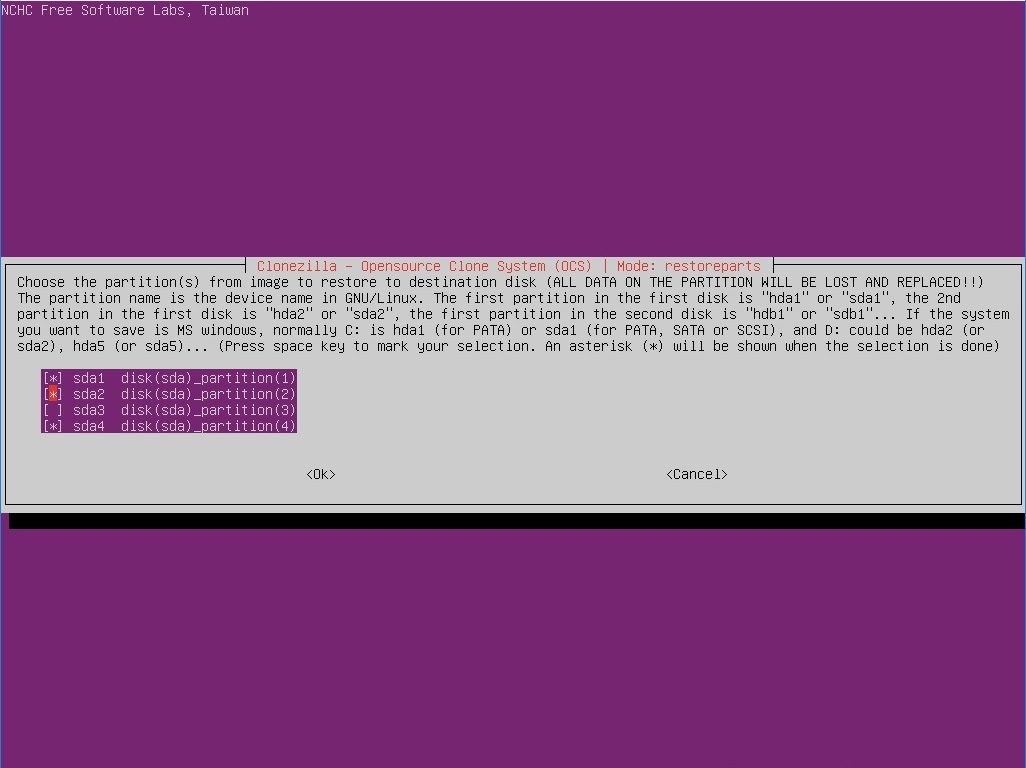 NCHC Free Software Labs, Taiwan
Clonezilla - Opensource Clone System (OCS) | Mode: restoreparts
Choose the partition(s) from image to restore to destination disk (ALL DATA ON THE PARTITION WILL BE LOST AND REPLACED!!)
The partition name is the device name in GNU/Linux. The first partition in the first disk is "hda1" or "sda1", the 2nd
partition in the first disk is "hda2" or "sda2", the first partition in the second disk is "hdb1" or "sdb1"... If the system
you want to save is MS windows, normally C: is hda1 (for PATA) or sda1 (for PATA, SATA or SCSI), and D: could be hda2 (or
sda2), hda5 (or sda5)... (Press space key to mark your selection. An asterisk (*) will be shown when the selection is done)
[*] sda1 disk(sda)_partition(1)
[*] sda2 disk(sda)_partition(2)
[ ] sda3 disk(sda)_partition(3)
[*] sda4 disk(sda)_partition(4)
<Ok> <Cancel>